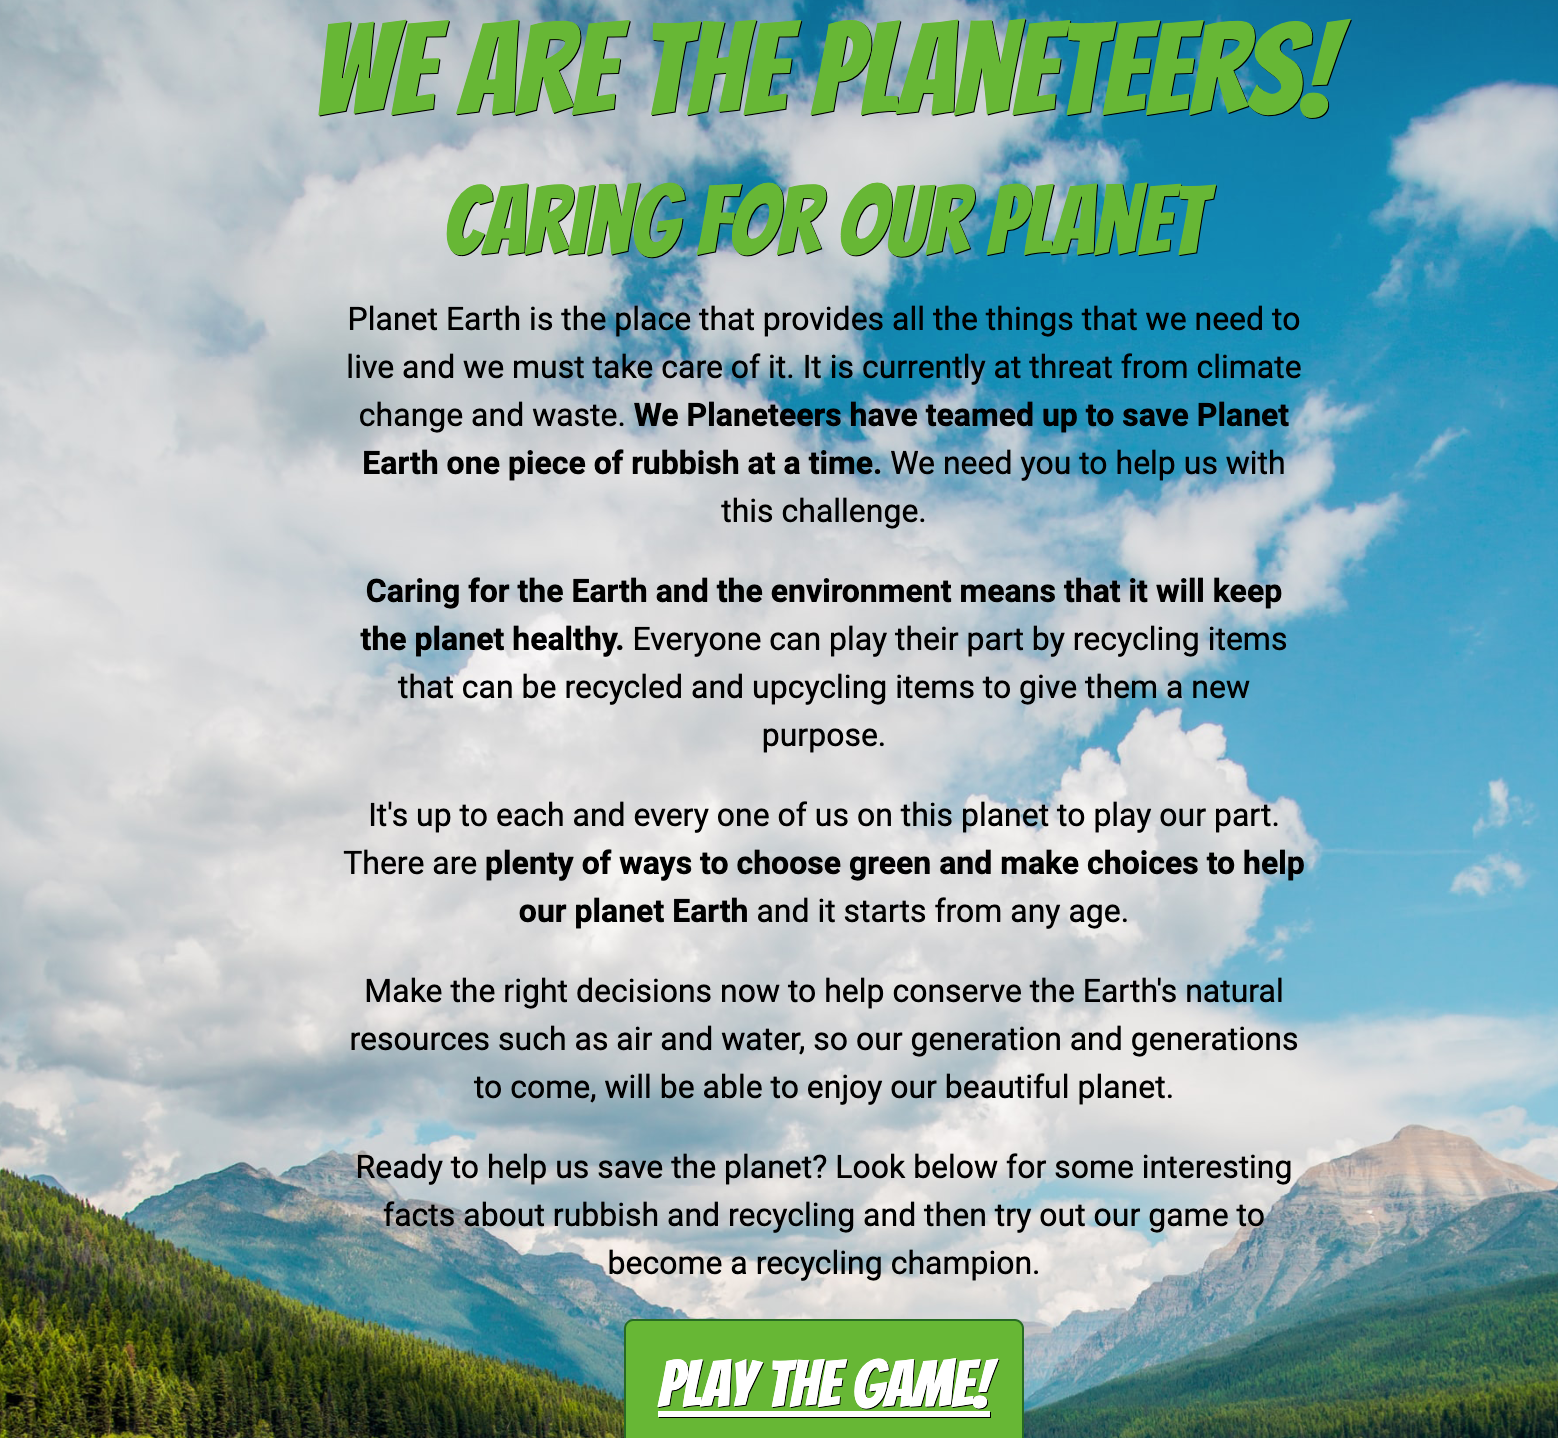 WE ARE THE PLANETEERS!
CARING FOR OUR PLANET
Planet Earth is the place that provides all the things that we need to
live and we must take care of it. It is currently at threat from climate
change and waste. We Planeteers have teamed up to save Planet
Earth one piece of rubbish at a time. We need you to help us with
this challenge.
Caring for the Earth and the environment means that it will keep
the planet healthy. Everyone can play their part by recycling items
that can be recycled and upcycling items to give them a new
purpose.
It's up to each and every one of us on this planet to play our part.
There are plenty of ways to choose green and make choices to help
our planet Earth and it starts from any age.
Make the right decisions now to help conserve the Earth's natural
resources such as air and water, so our generation and generations
to come, will be able to enjoy our beautiful planet.
Ready to help us save the planet? Look below for some interesting
facts about rubbish and recycling and then try out our game to
become a recycling champion.
PLAY THE GAME!